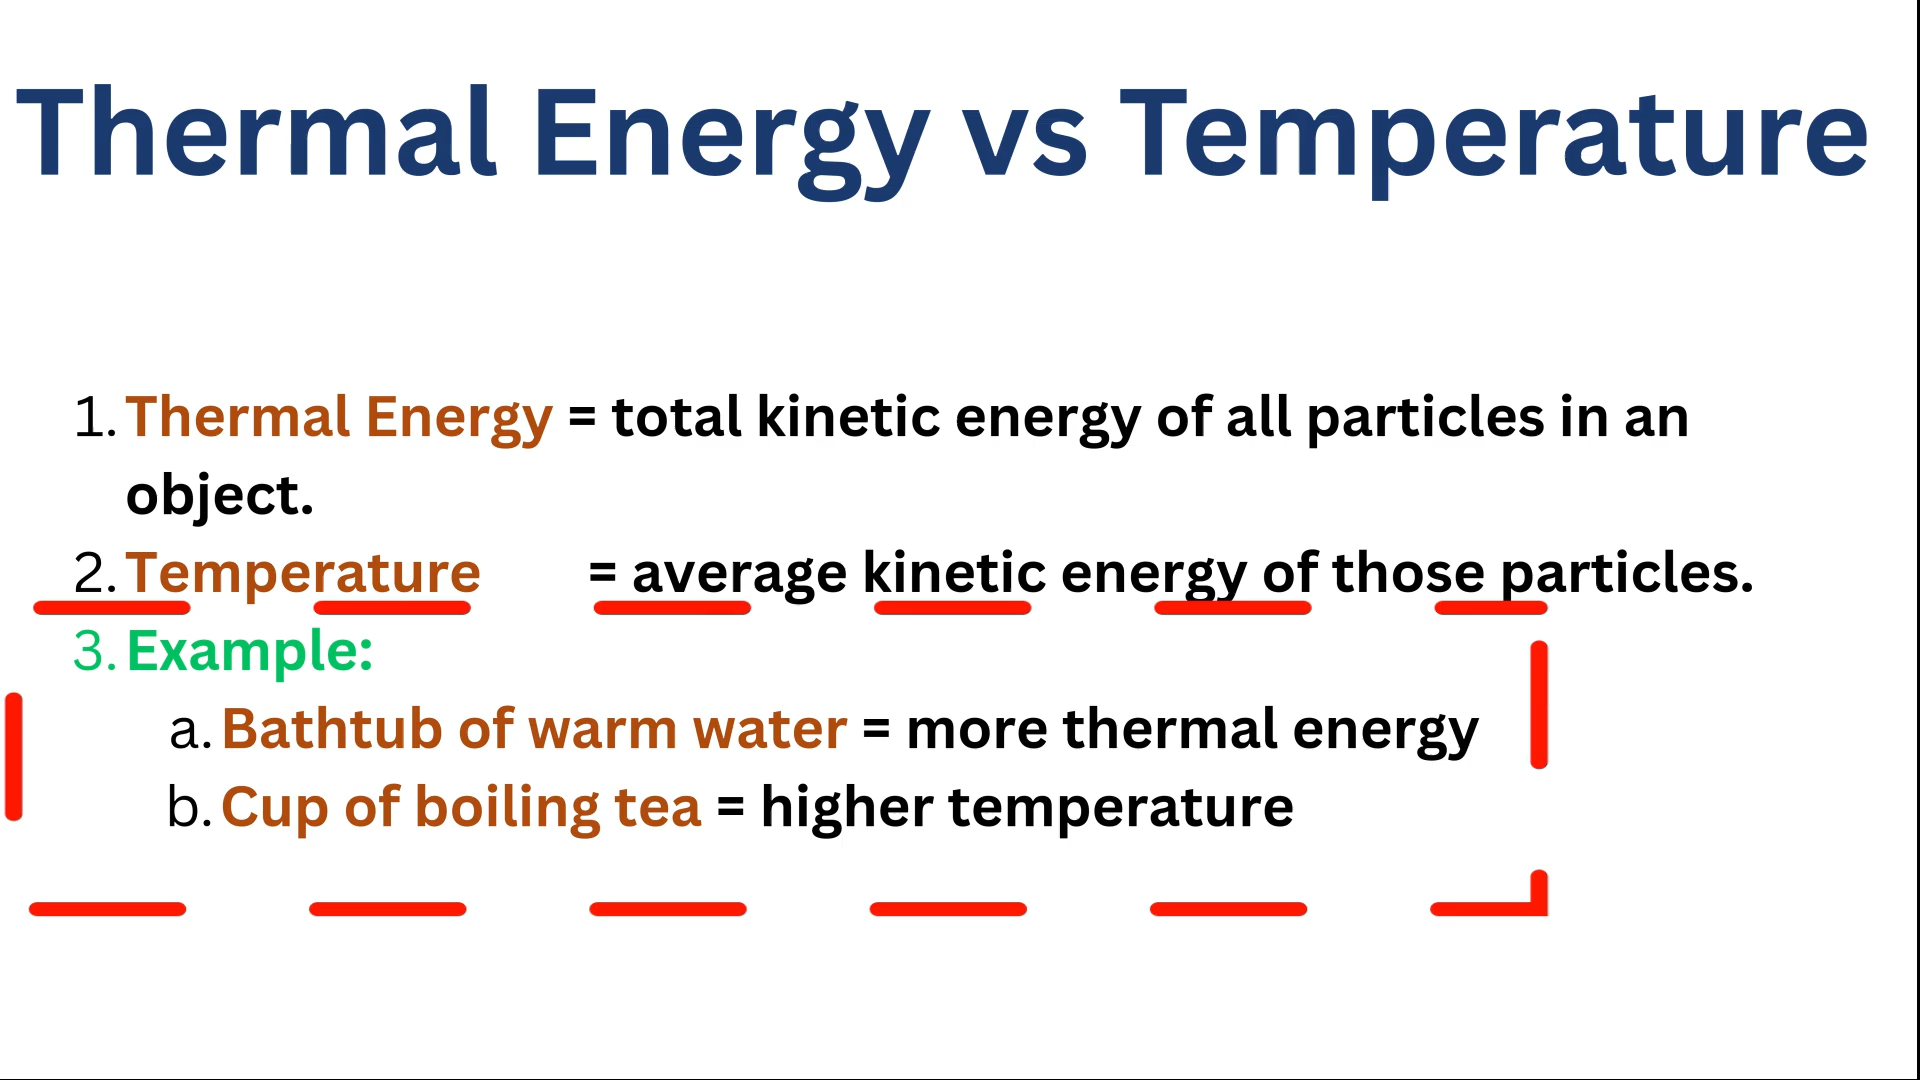 Thermal Energy vs Temperature
1. Thermal Energy = total kinetic energy of all particles in an
object.
2. Temperature = average kinetic energy of those particles.
3. Example:
a. Bathtub of warm water = more thermal energy
b. Cup of boiling tea = higher temperature